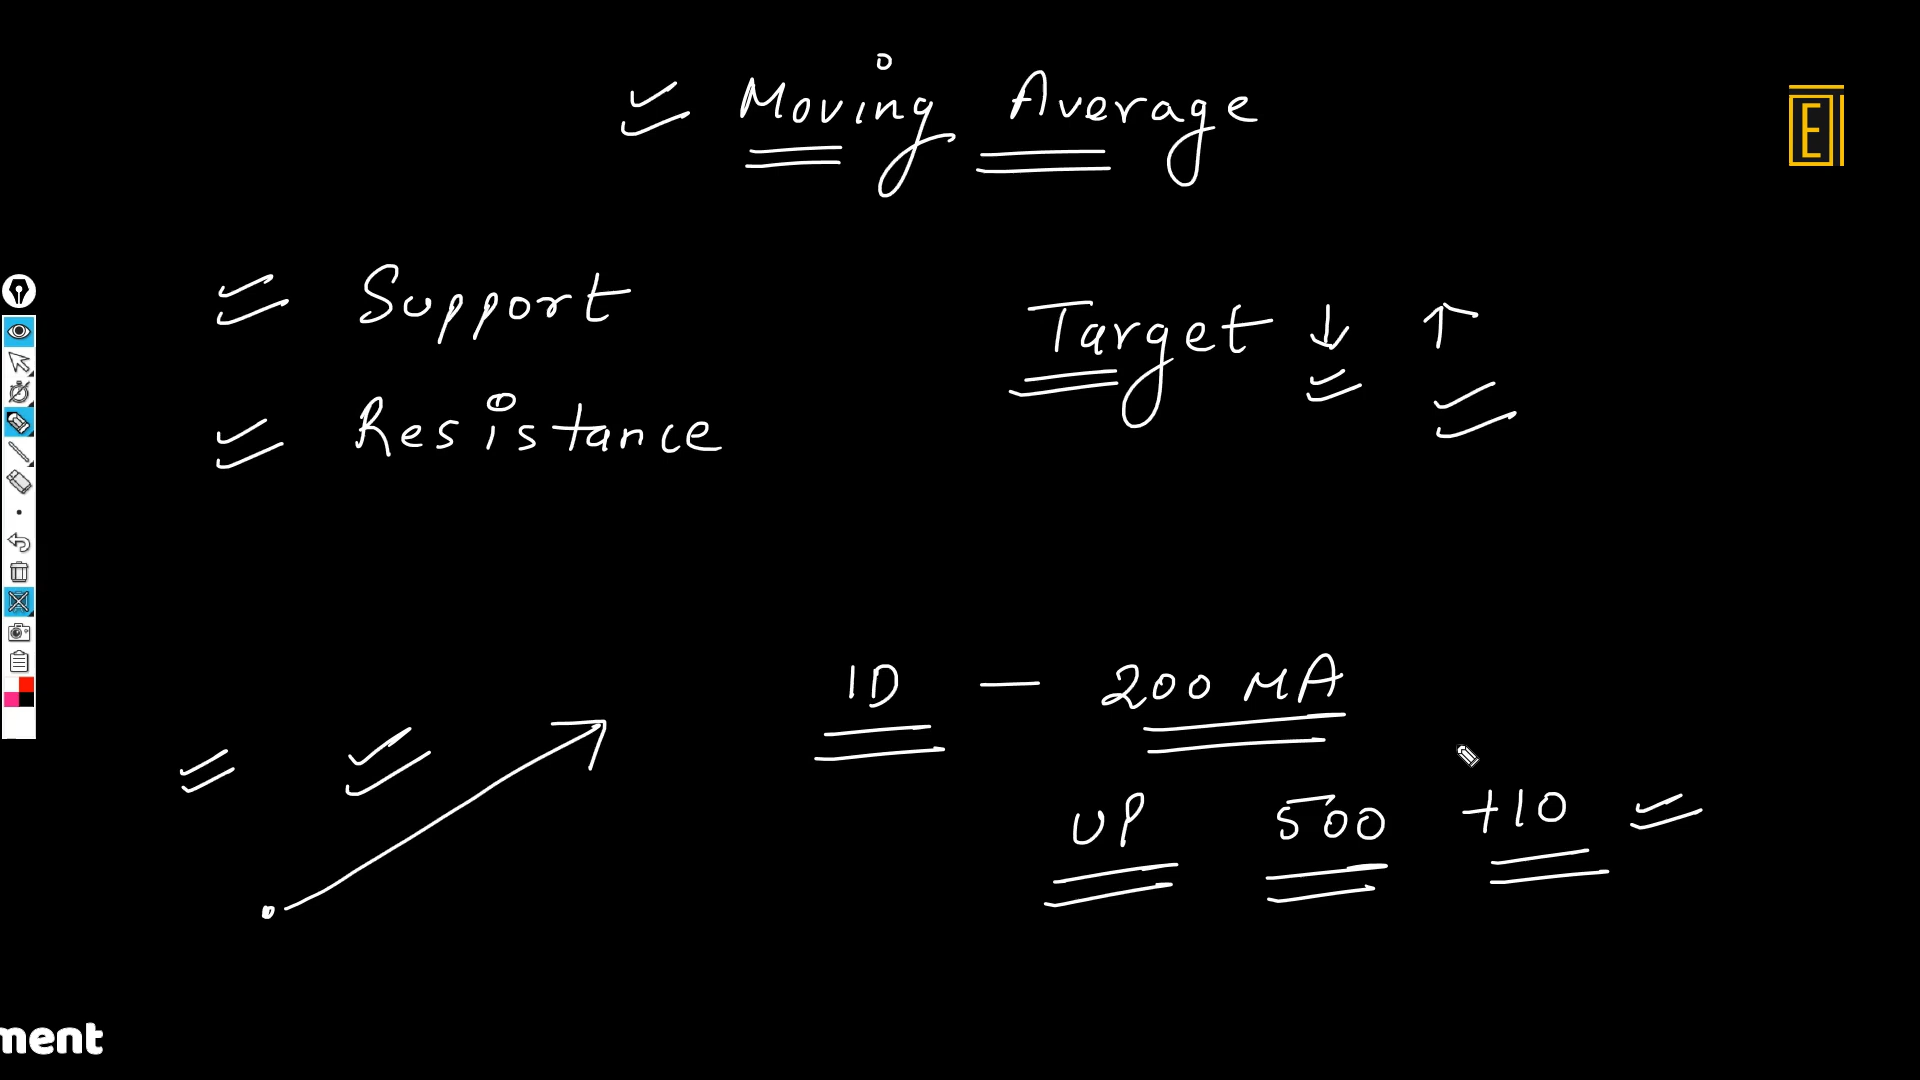 Moving Average
Support
Target ↓ ↑
Resistance
1D — 200 MA
UP 500 +10
E
ment